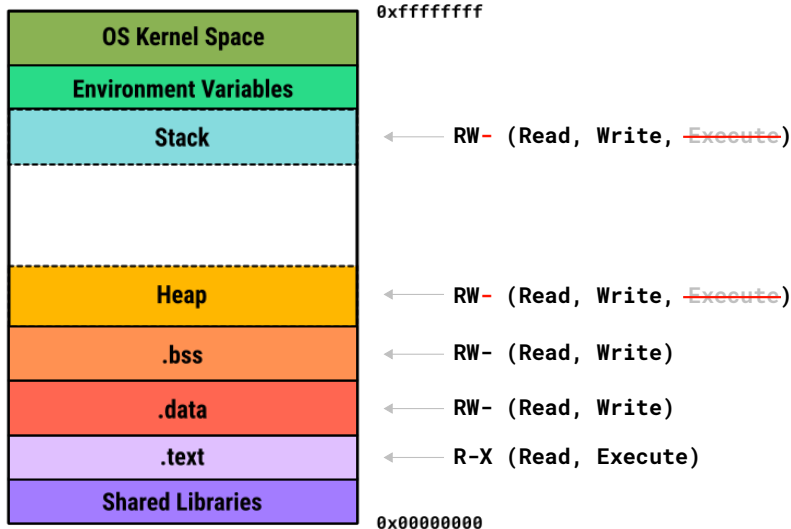 0xffffffff
OS Kernel Space
Environment Variables
Stack
RW- (Read, Write, Execute)
Heap
RW- (Read, Write, Execute)
.bss
RW- (Read, Write)
.data
RW- (Read, Write)
.text
R-X (Read, Execute)
Shared Libraries
0x00000000